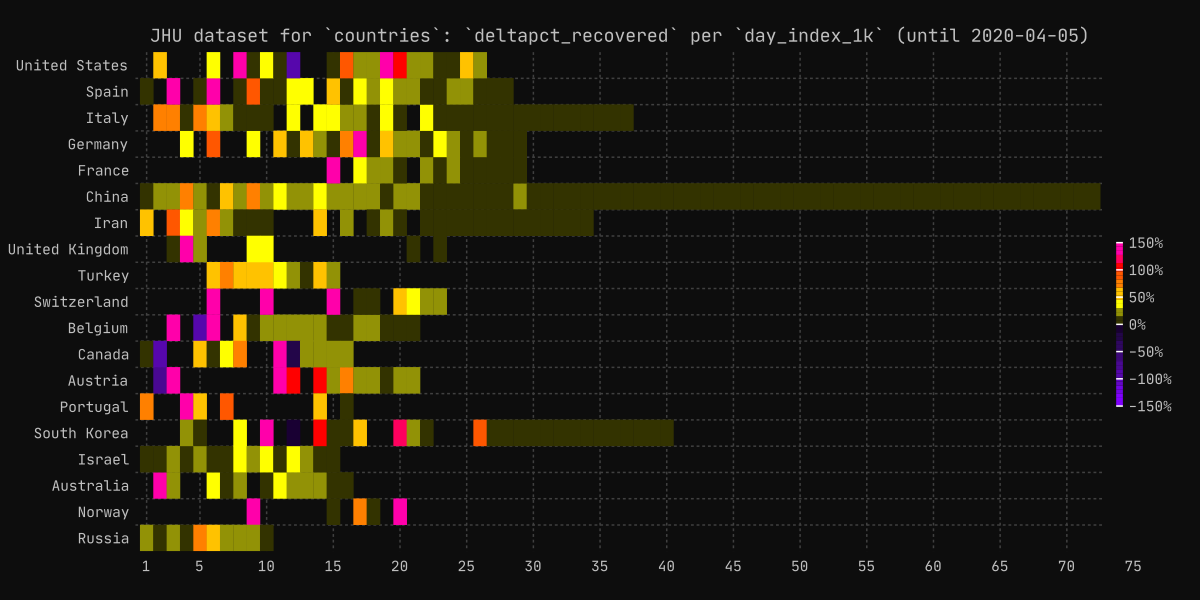 JHU dataset for `countries`: `deltapct_recovered` per `day_index_1k` (until 2020-04-05)
United States
Spain
Italy
Germany
France
China
Iran
United Kingdom
Turkey
Switzerland
Belgium
Canada
Austria
Portugal
South Korea
Israel
Australia
Norway
Russia
1 5 10 15 20 25 30 35 40 45 50 55 60 65 70 75
150%
100%
50%
0%
-50%
-100%
-150%